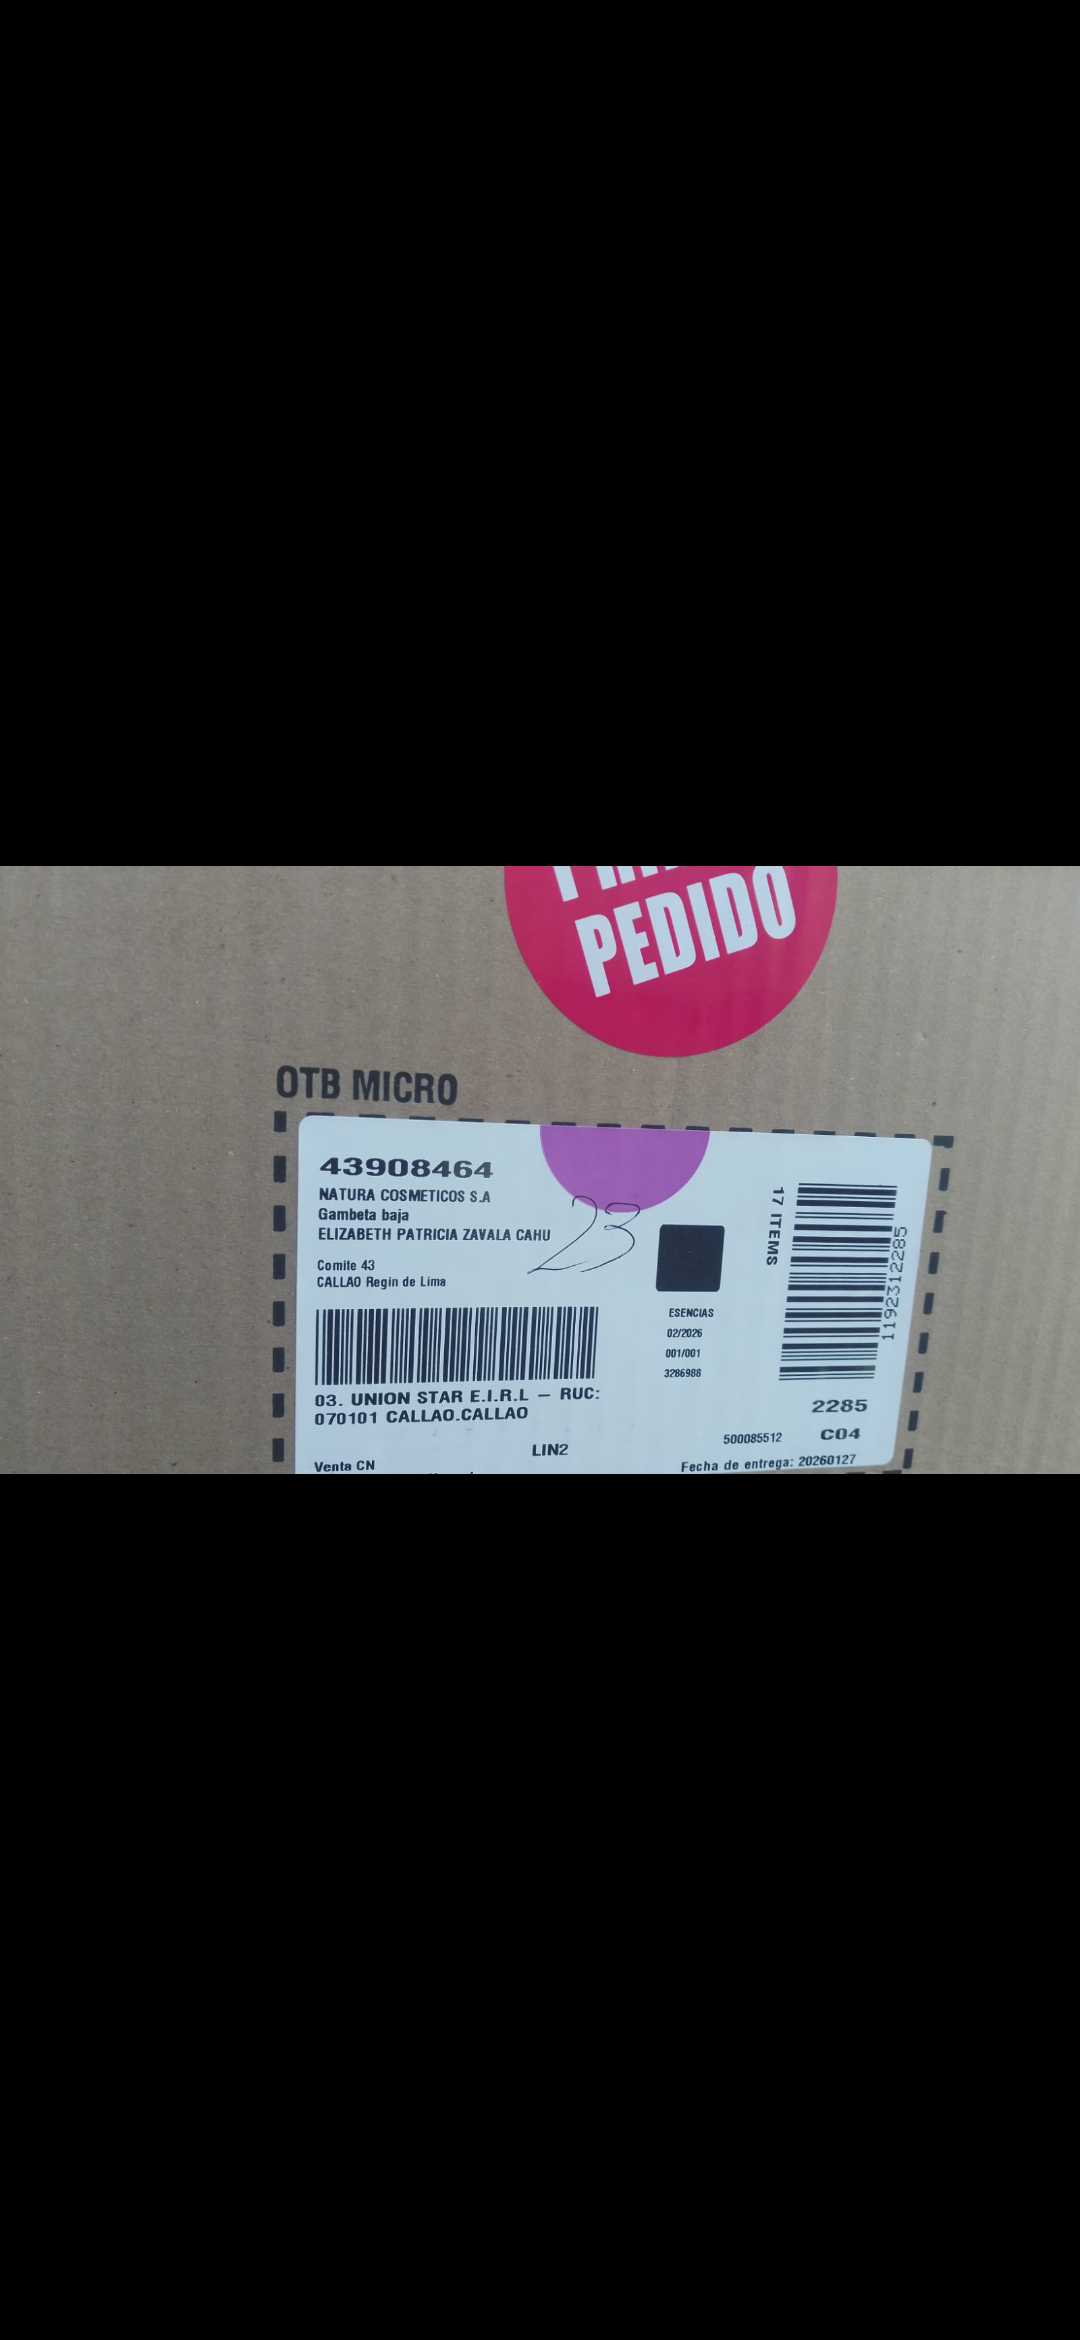 PEDIDO
OTB MICRO
43908464
NATURA COSMETICOS S.A
Gambeta baja
ELIZABETH PATRICIA ZAVALA CAHU
23
Comite 43
CALLAO Regin de Lima
17 ITEMS
1192312285
ESENCIAS
02/2026
001/001
3286988
03. UNION STAR E.I.R.L – RUC:
070101 CALLAO.CALLAO
2285
500085512 C04
LIN2
Venta CN
Fecha de entrega: 20260127